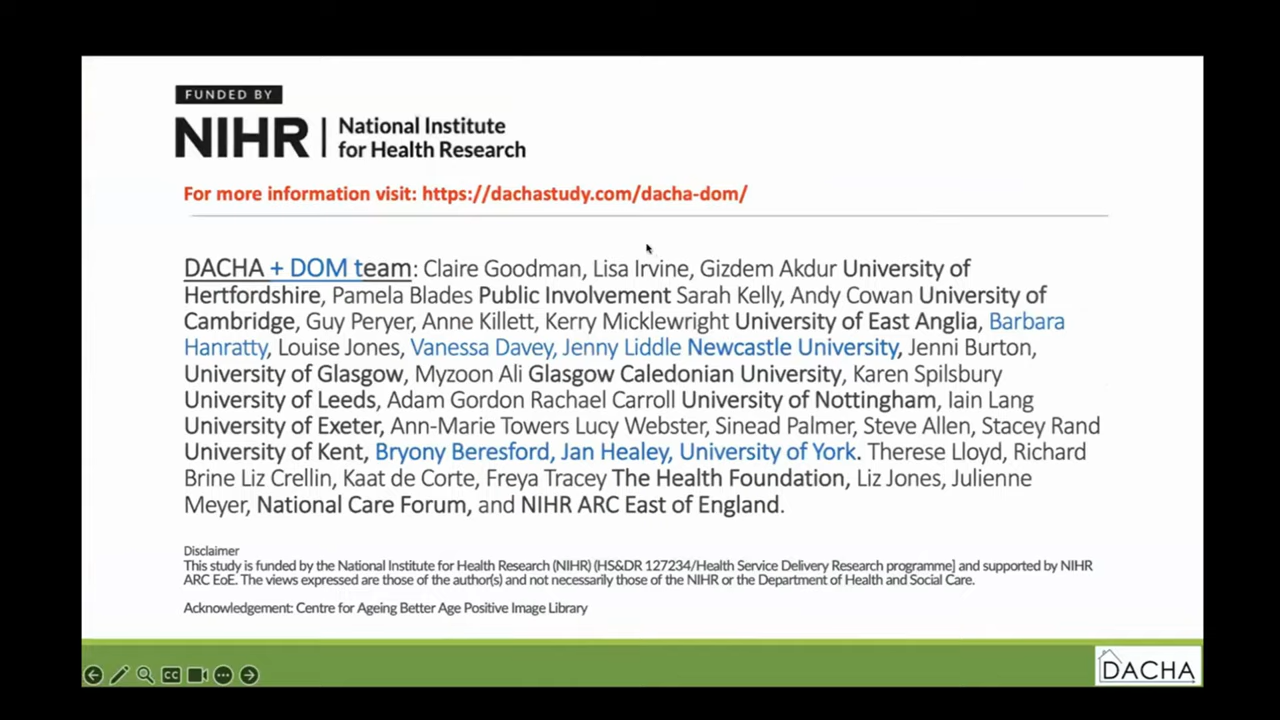 FUNDED BY
NIHR | National Institute
for Health Research
For more information visit: https://dachastudy.com/dacha-dom/
DACHA + DOM team: Claire Goodman, Lisa Irvine, Gizdem Akdur University of
Hertfordshire, Pamela Blades Public Involvement Sarah Kelly, Andy Cowan University of
Cambridge, Guy Peryer, Anne Killett, Kerry Micklewright University of East Anglia, Barbara
Hanratty, Louise Jones, Vanessa Davey, Jenny Liddle Newcastle University, Jenni Burton,
University of Glasgow, Myzoon Ali Glasgow Caledonian University, Karen Spilsbury
University of Leeds, Adam Gordon Rachael Carroll University of Nottingham, Iain Lang
University of Exeter, Ann-Marie Towers Lucy Webster, Sinead Palmer, Steve Allen, Stacey Rand
University of Kent, Bryony Beresford, Jan Healey, University of York. Therese Lloyd, Richard
Brine Liz Crellin, Kaat de Corte, Freya Tracey The Health Foundation, Liz Jones, Julienne
Meyer, National Care Forum, and NIHR ARC East of England.
Disclaimer
This study is funded by the National Institute for Health Research (NIHR) (HS&DR 127234/Health Service Delivery Research programme] and supported by NIHR
ARC EoE. The views expressed are those of the author(s) and not necessarily those of the NIHR or the Department of Health and Social Care.
Acknowledgement: Centre for Ageing Better Age Positive Image Library
CC
DACHA